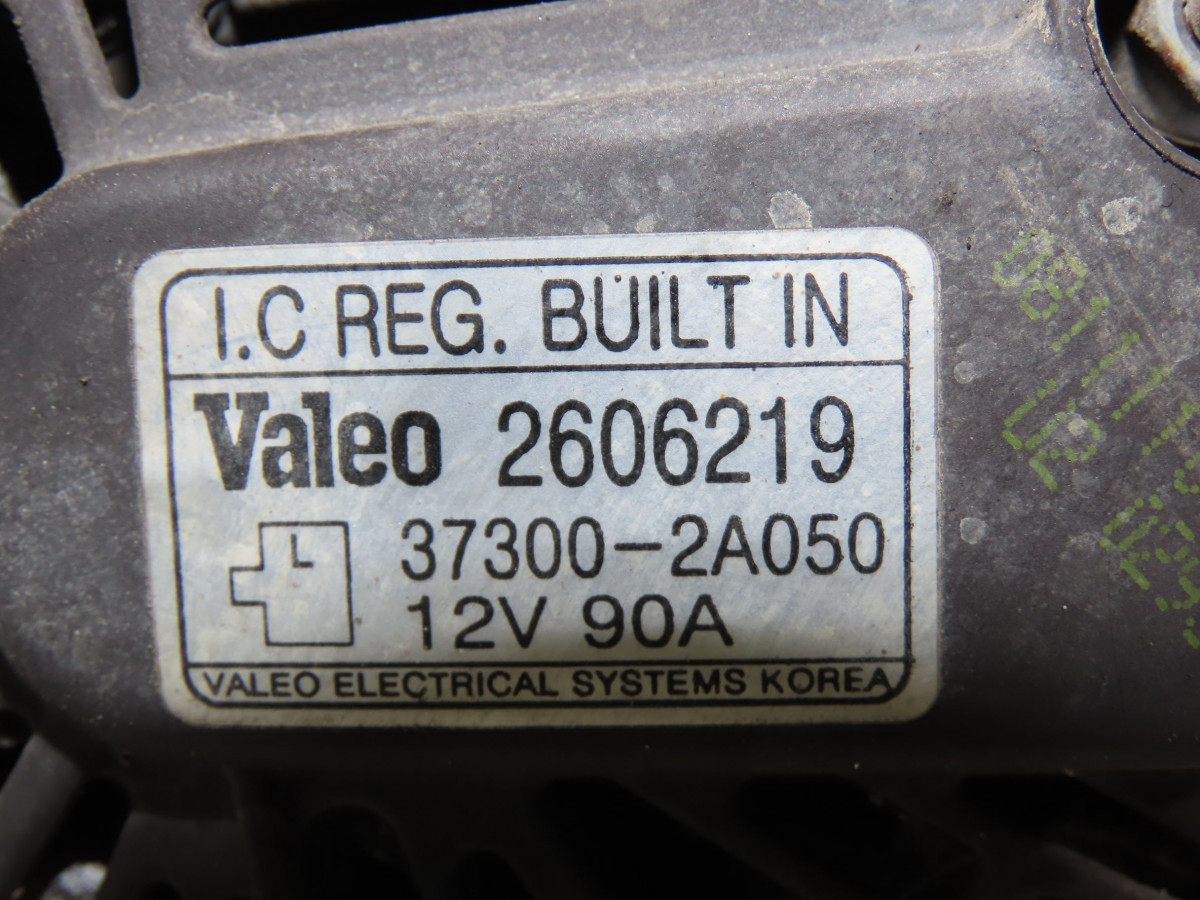 I.C REG. BUILT IN
Valeo 2606219
L
37300-2A050
12V 90A
VALEO ELECTRICAL SYSTEMS KOREA